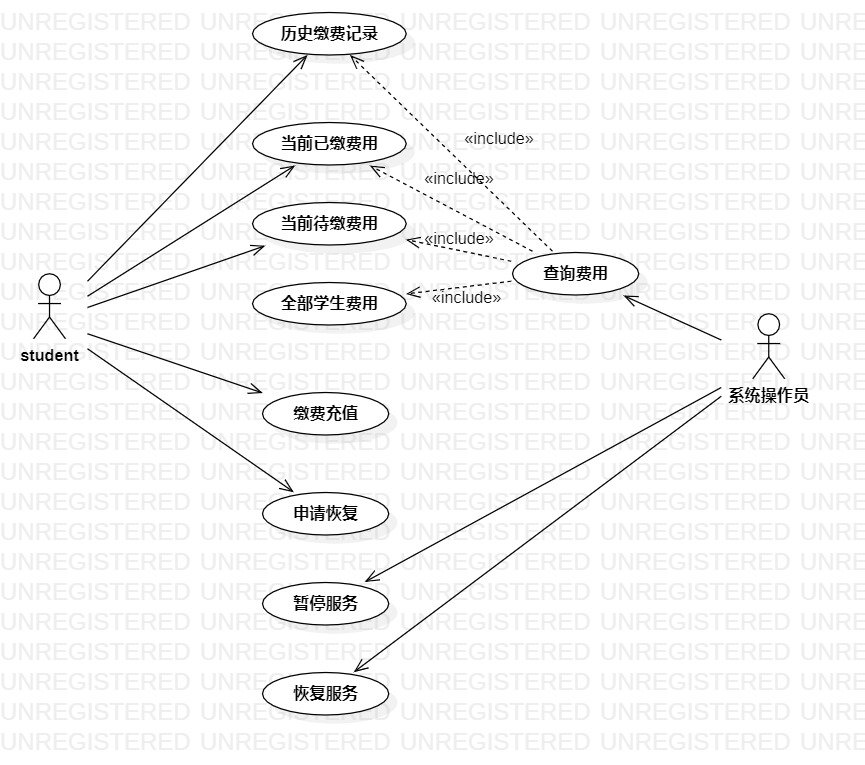 历史缴费记录
«include»
当前已缴费用
«include»
当前待缴费用
«include»
查询费用
全部学生费用
«include»
student
系统操作员
缴费充值
申请恢复
暂停服务
恢复服务
UNREGISTERED